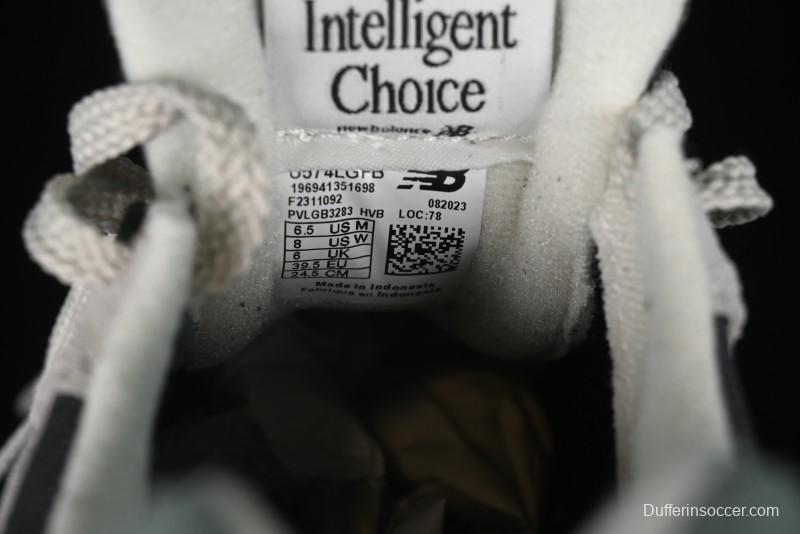 Intelligent
Choice
new balance NB
U574LGFB
196941351698
F2311092 082023
PVLGB3283 HVB LOC:78
6.5 US M
8 US W
6 UK
39.5 EU
24.5 CM
Made in Indonesia
Fabriqué en Indonésie
Dufferinsoccer.com